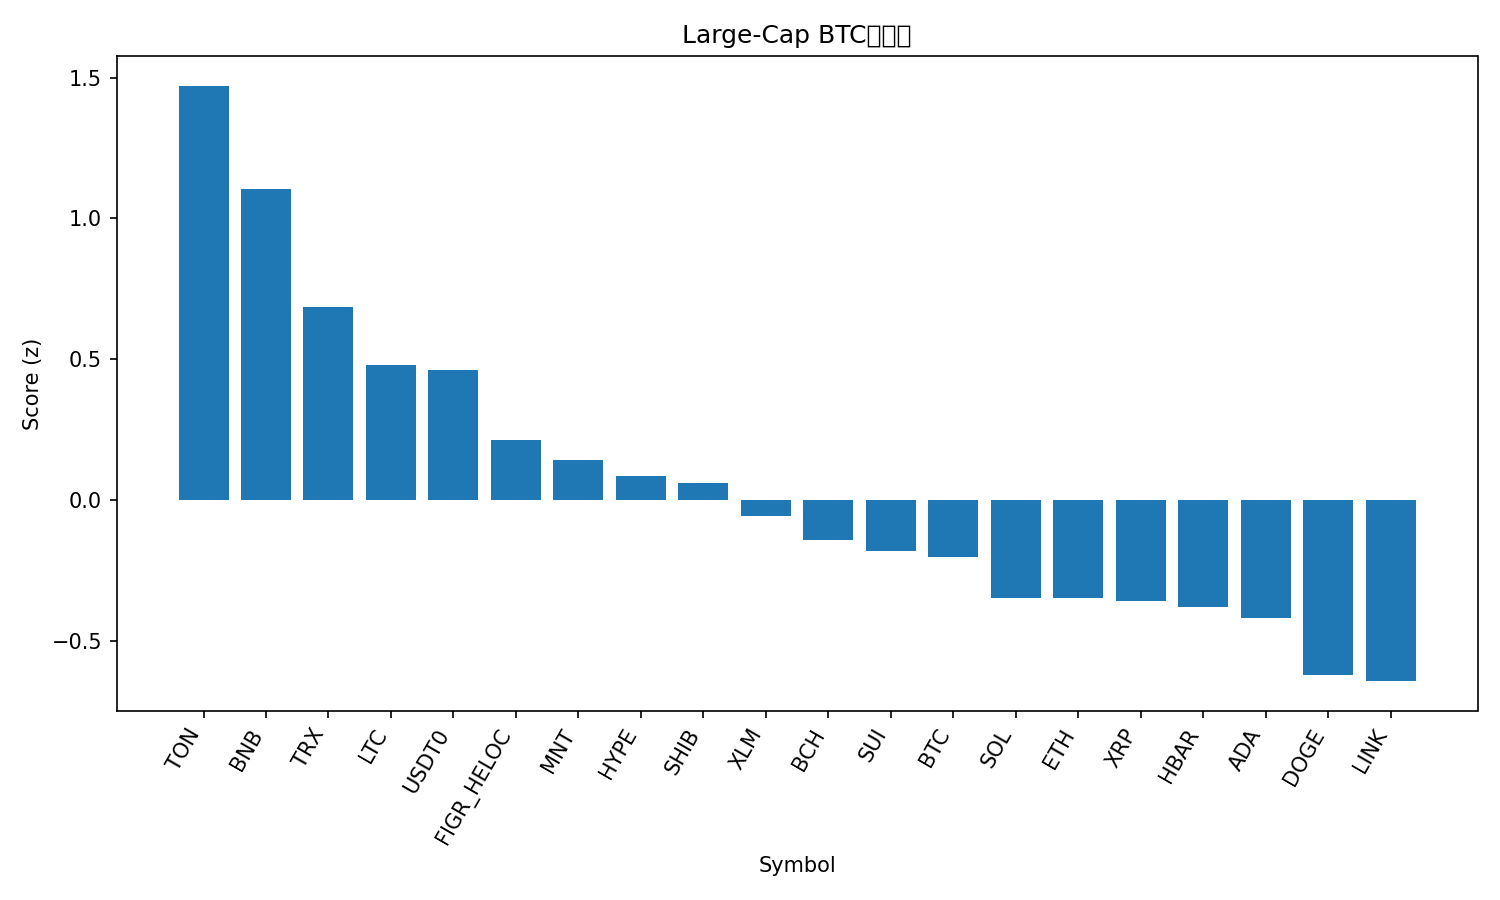 Large-Cap BTC
1.5
1.0
0.5
0.0
−0.5
Score (z)
TON
BNB
TRX
LTC
USDT0
FIGR_HELOC
MNT
HYPE
SHIB
XLM
BCH
SUI
BTC
SOL
ETH
XRP
HBAR
ADA
DOGE
LINK
Symbol